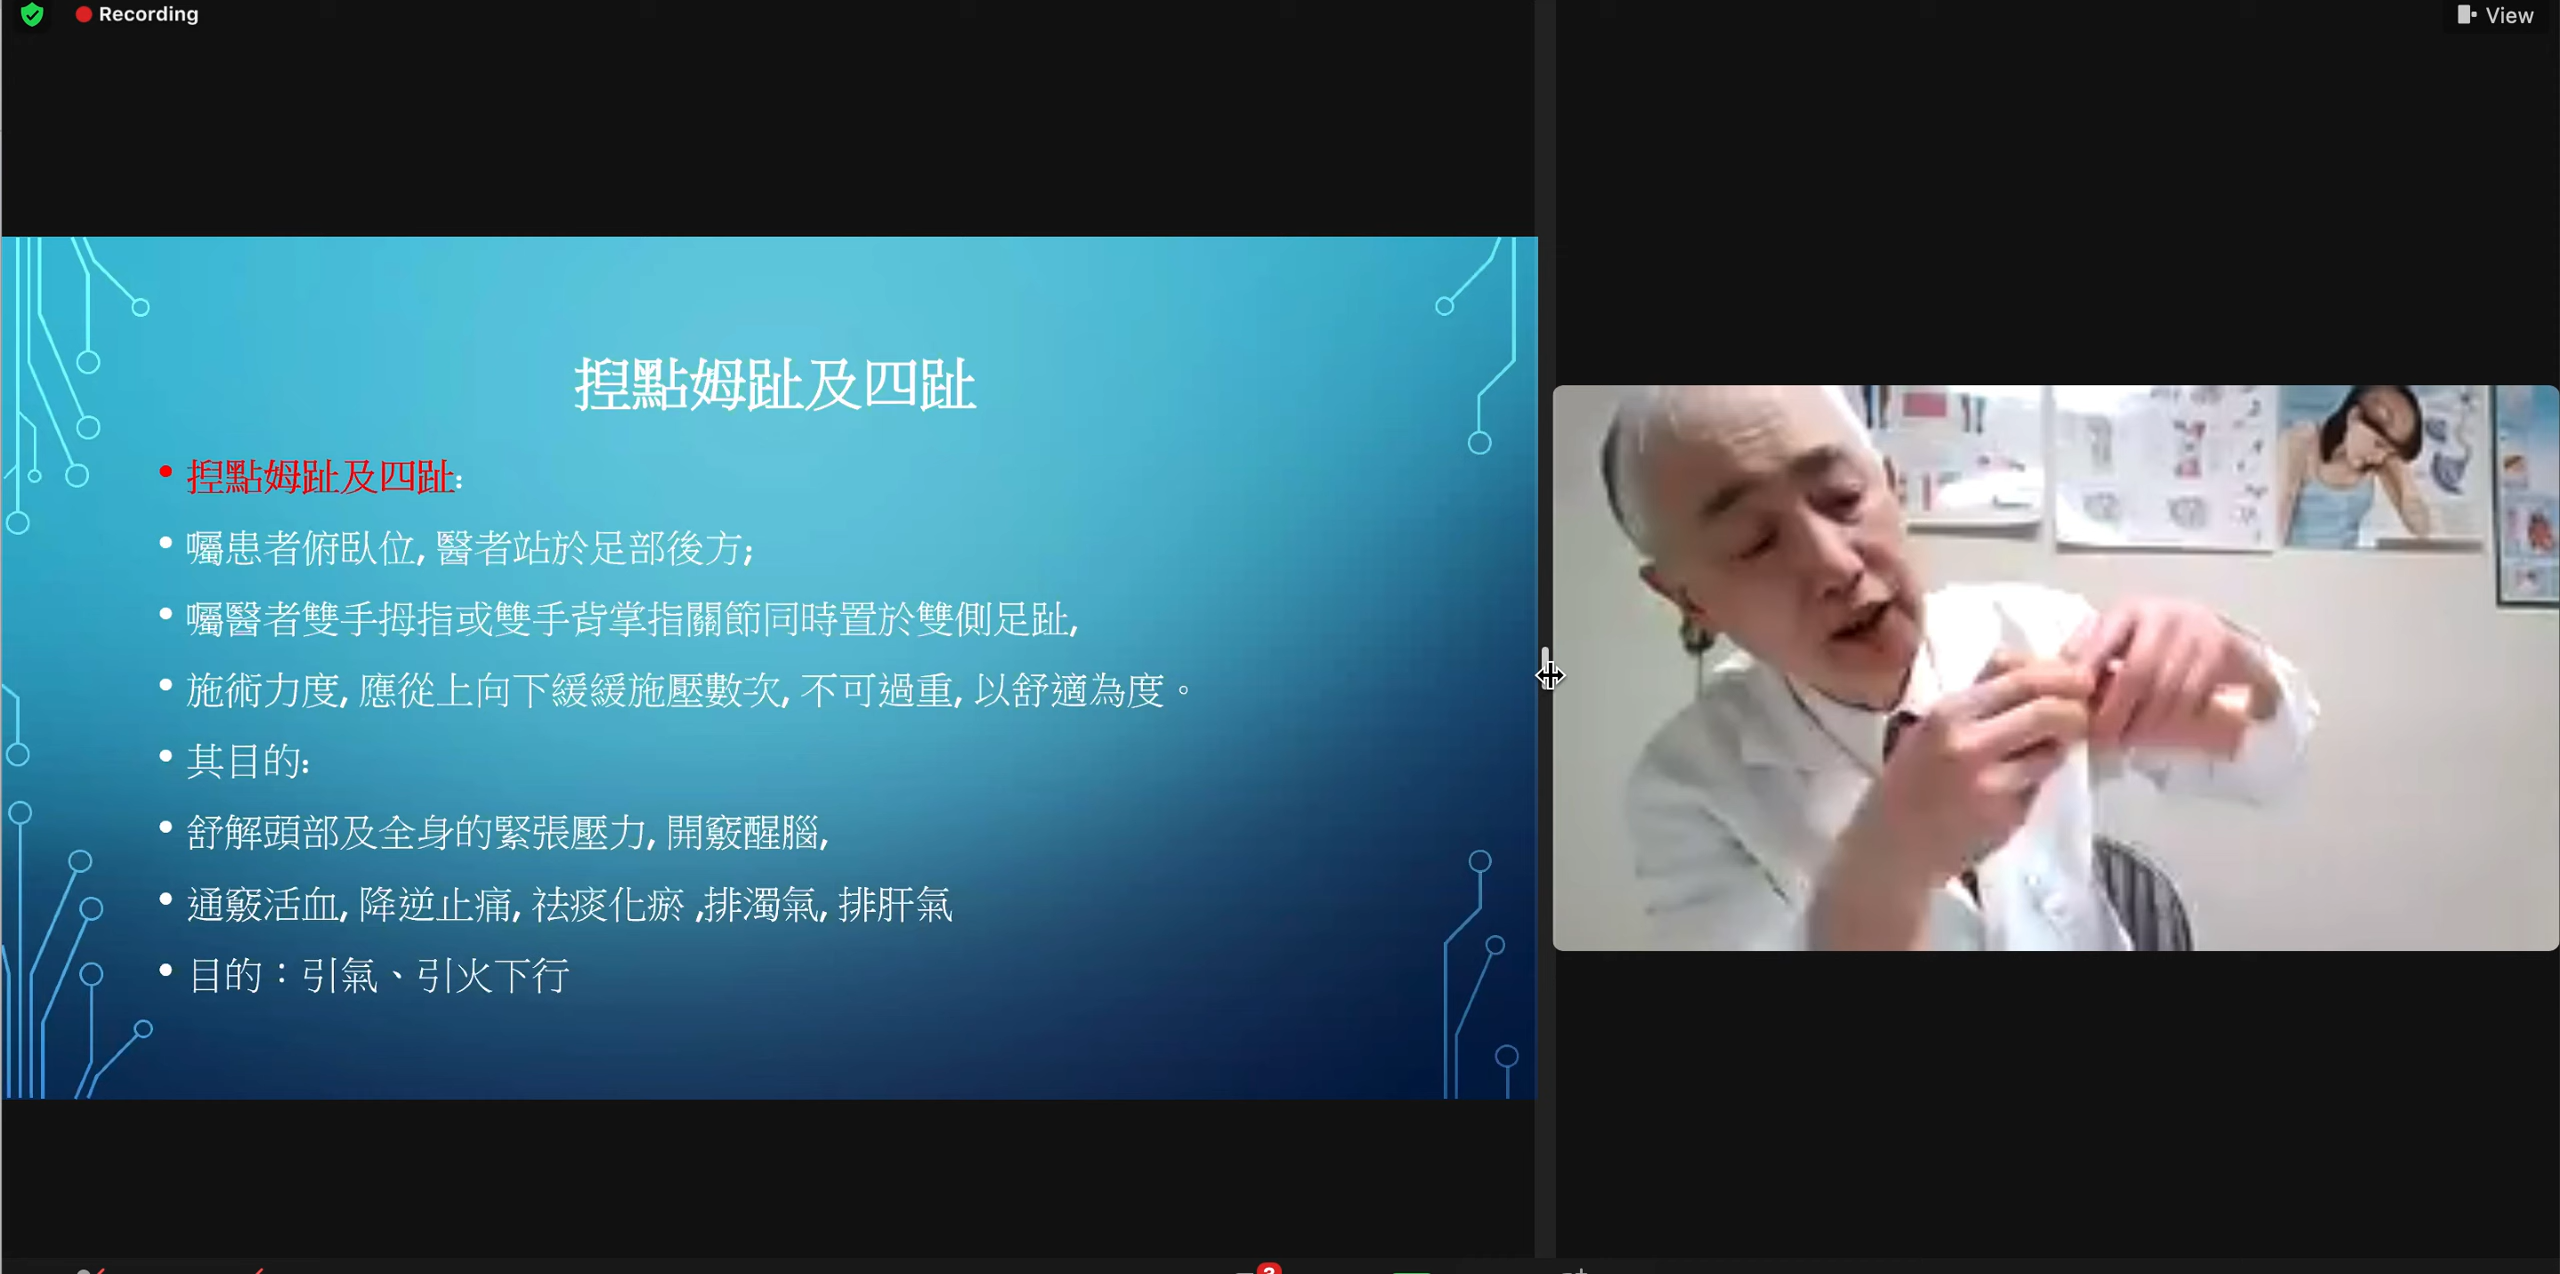 Recording
View
揑點姆趾及四趾
揑點姆趾及四趾:
囑患者俯臥位, 醫者站於足部後方;
囑醫者雙手拇指或雙手背掌指關節同時置於雙側足趾,
施術力度, 應從上向下緩緩施壓數次, 不可過重, 以舒適為度。
其目的:
舒解頭部及全身的緊張壓力, 開竅醒腦,
通竅活血, 降逆止痛, 祛痰化瘀 ,排濁氣, 排肝氣
目的：引氣、引火下行